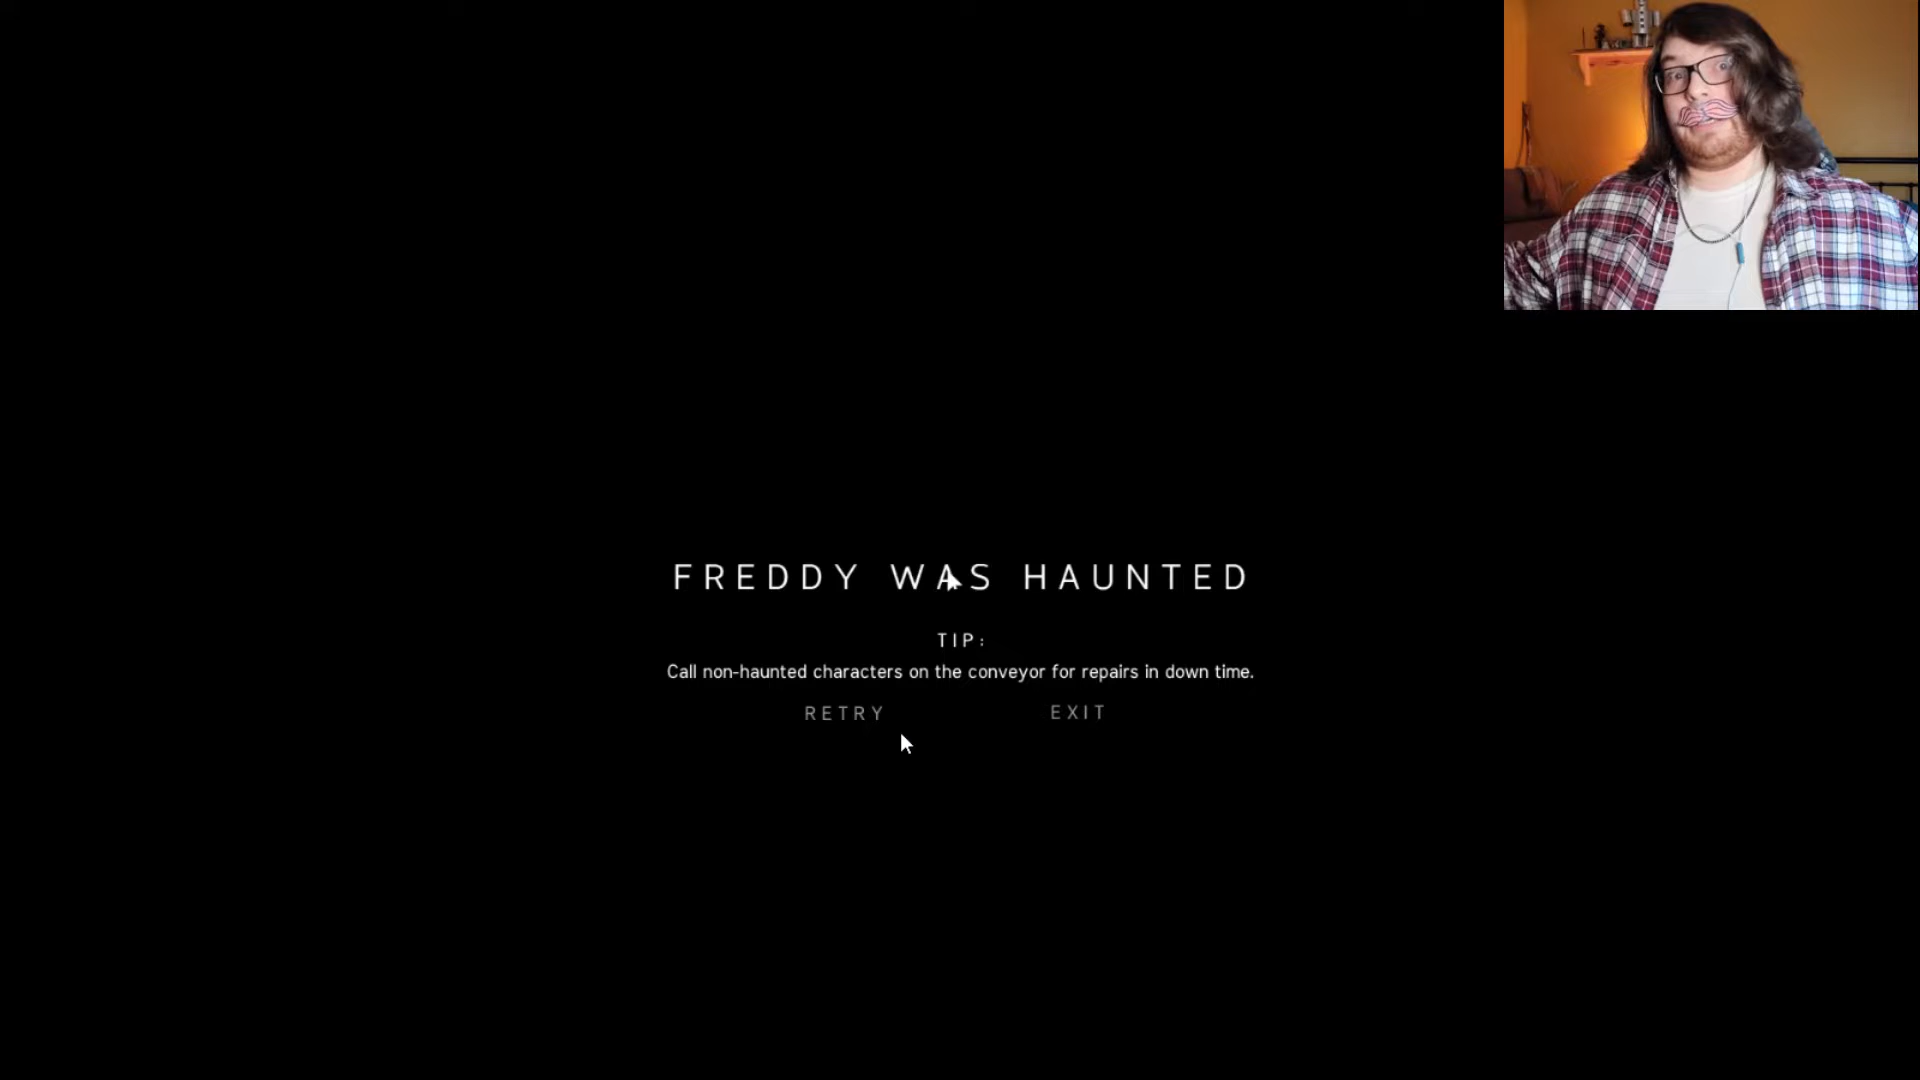 FREDDY WAS HAUNTED
TIP:
Call non-haunted characters on the conveyor for repairs in down time.
RETRY EXIT